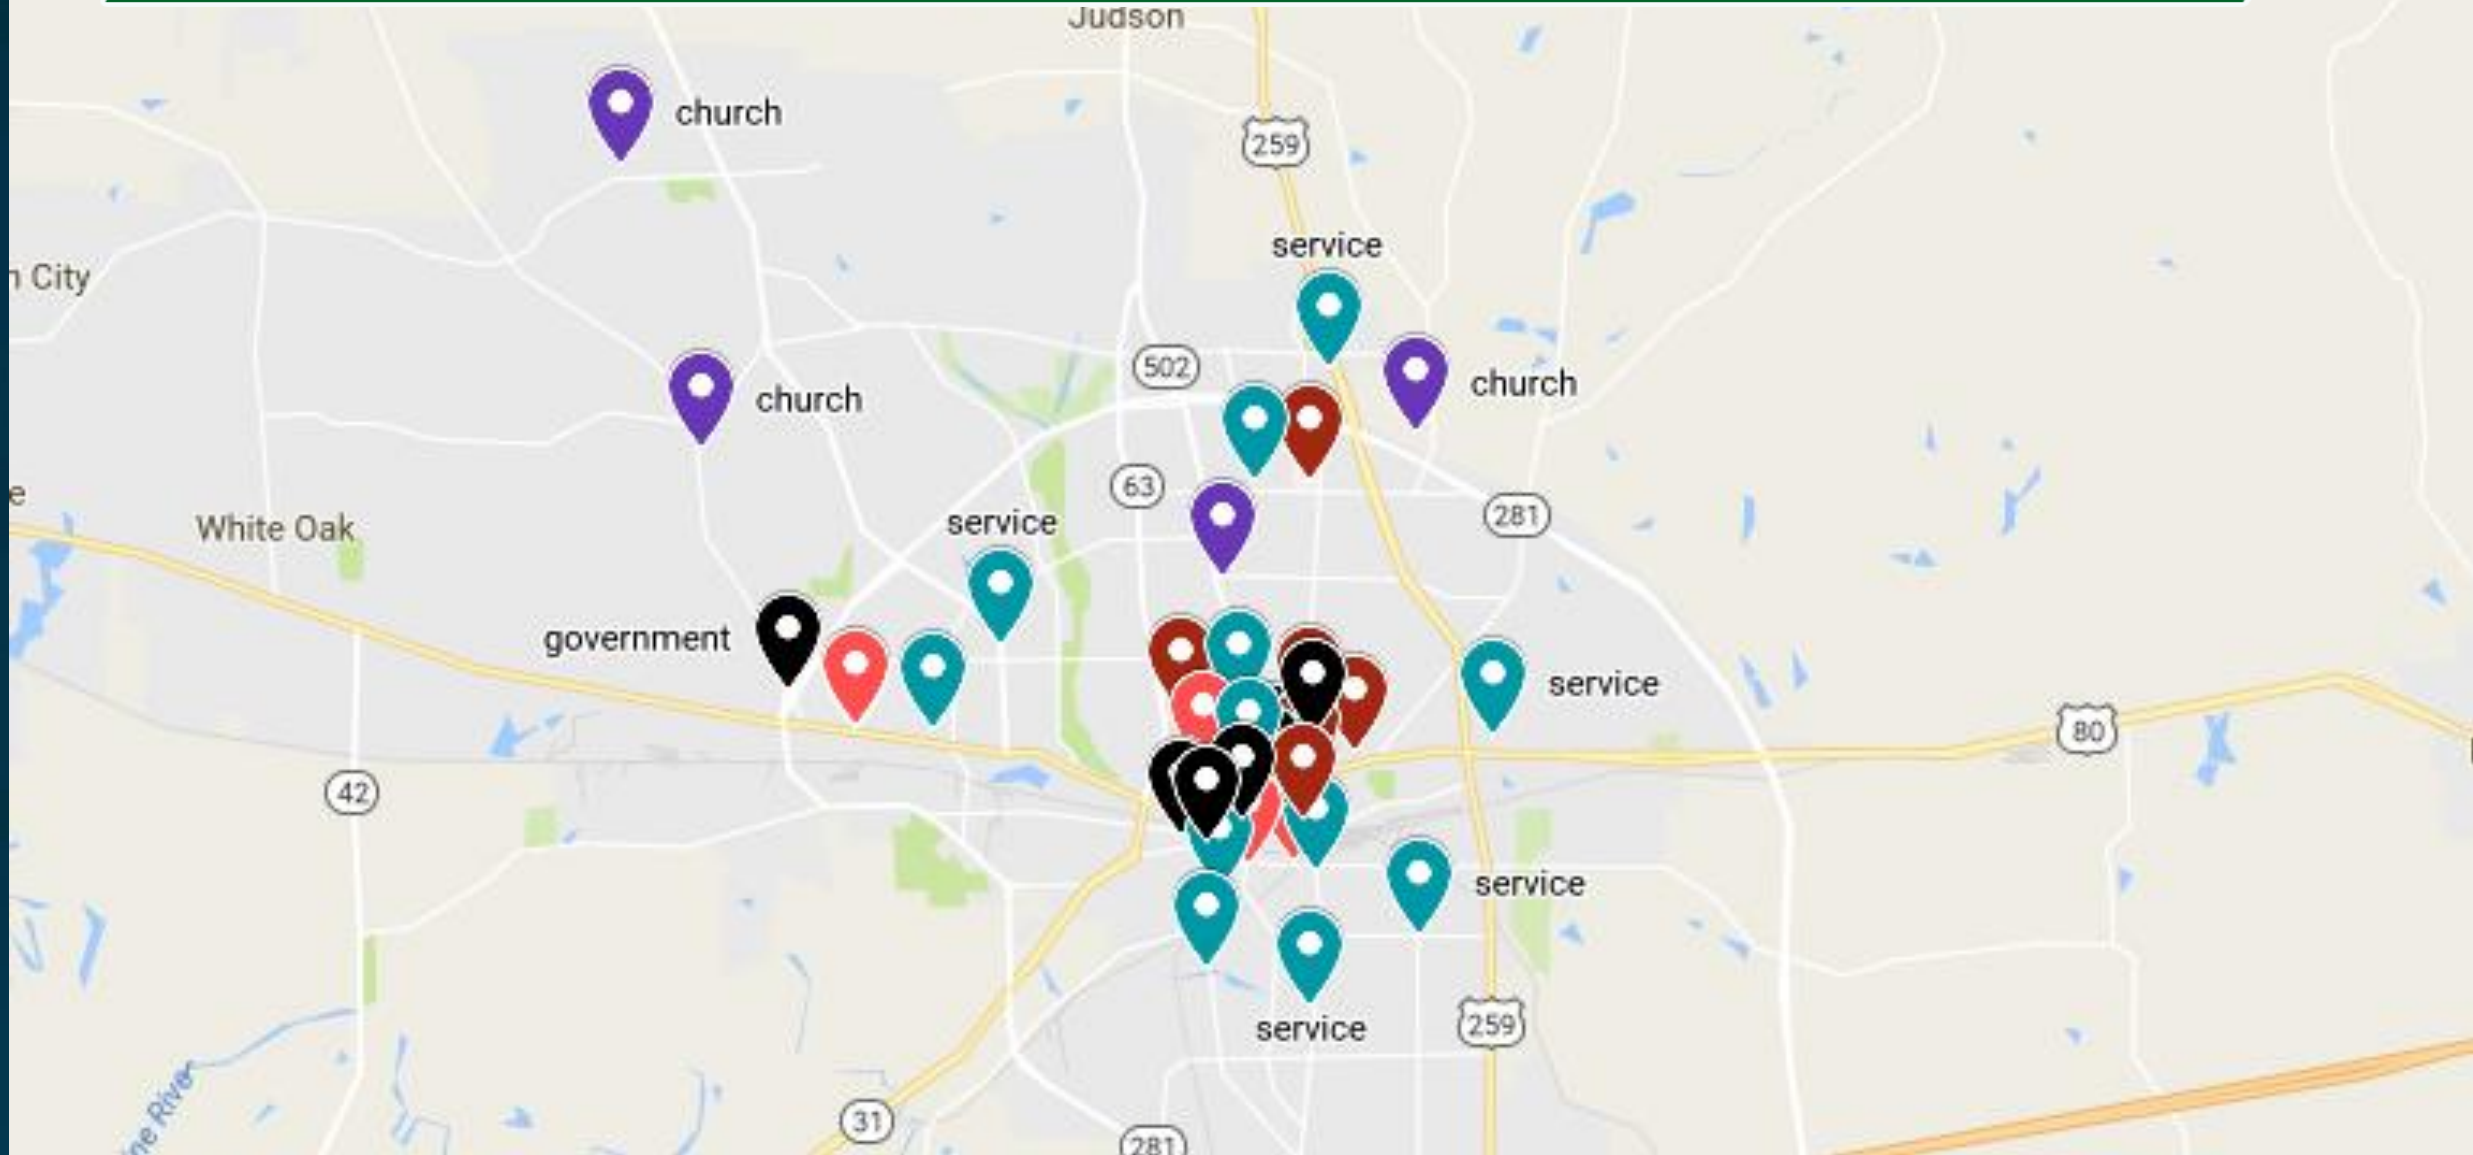 Judson
church
259
service
n City
502
church
church
63
281
service
White Oak
government
service
80
42
service
259
service
31
281